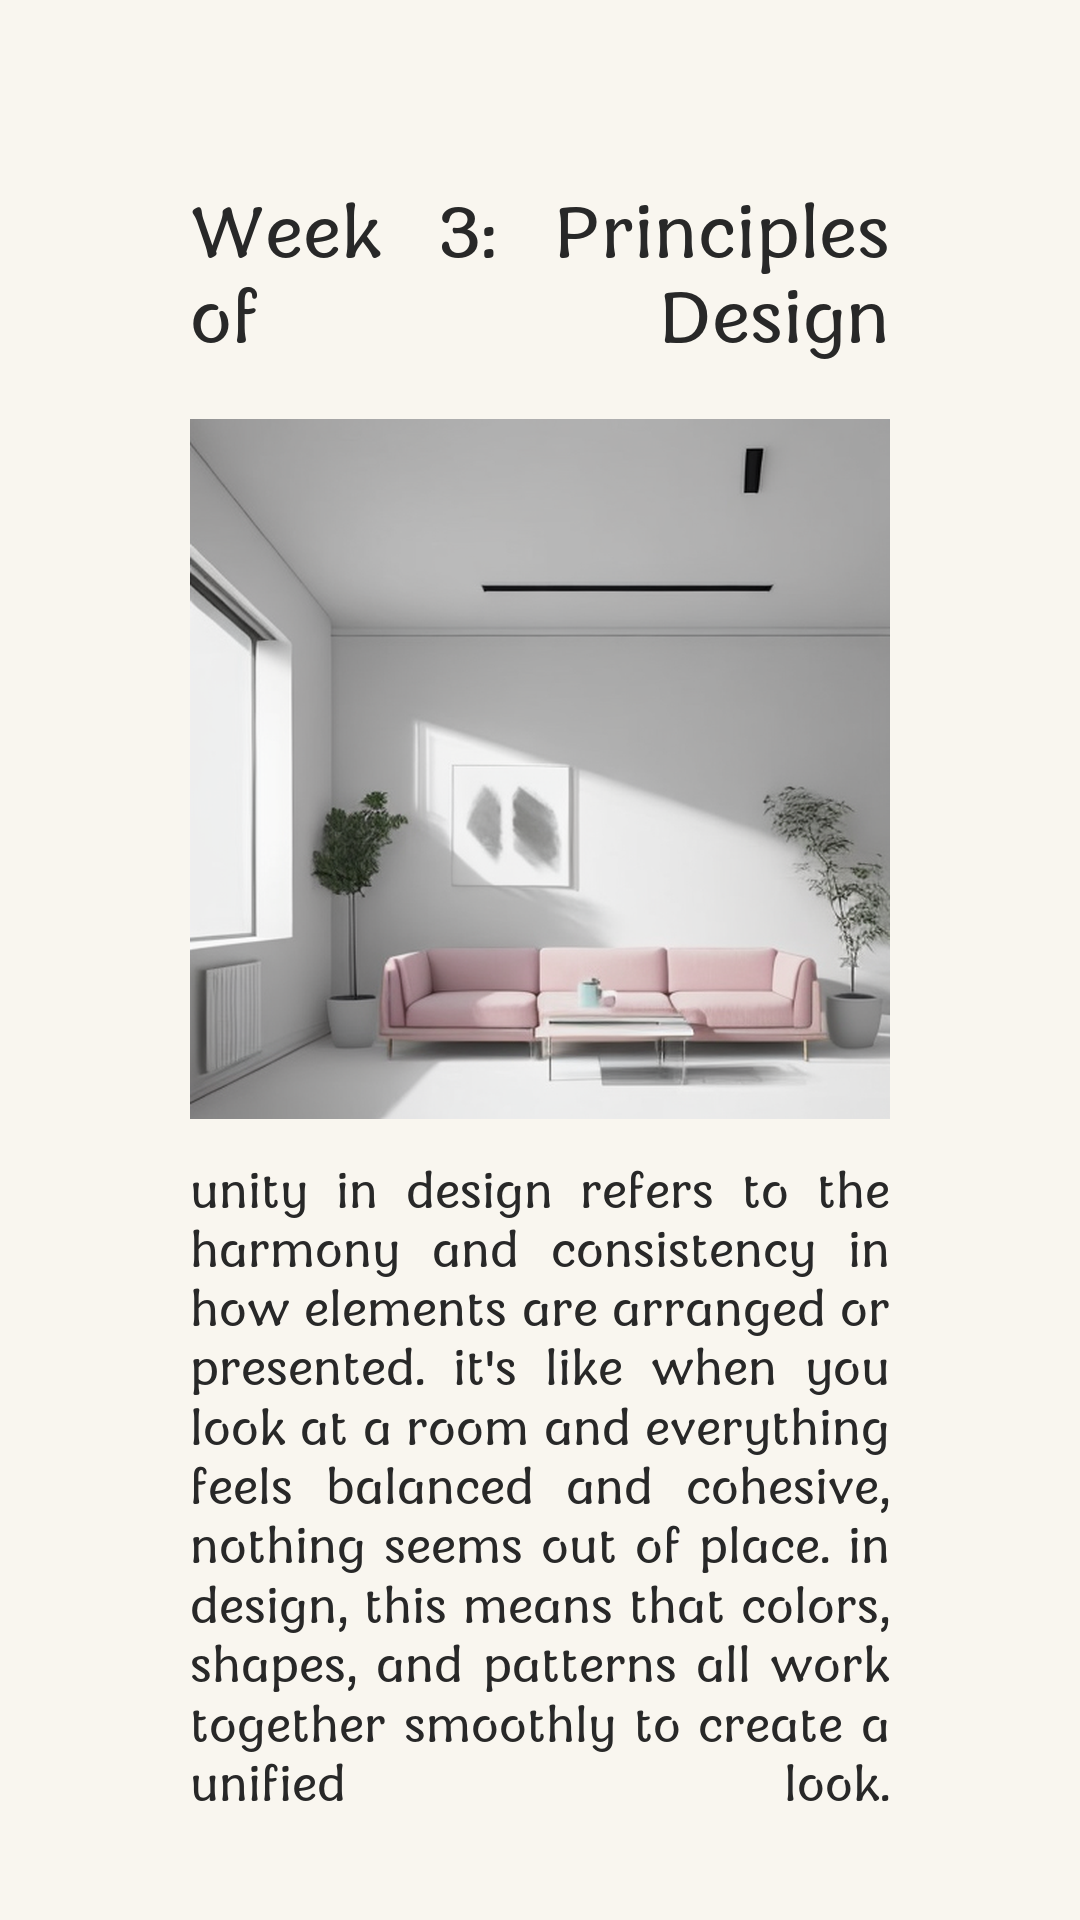 Week 3: Principles
of Design
unity in design refers to the
harmony and consistency in
how elements are arranged or
presented. it's like when you
look at a room and everything
feels balanced and cohesive,
nothing seems out of place. in
design, this means that colors,
shapes, and patterns all work
together smoothly to create a
unified look.